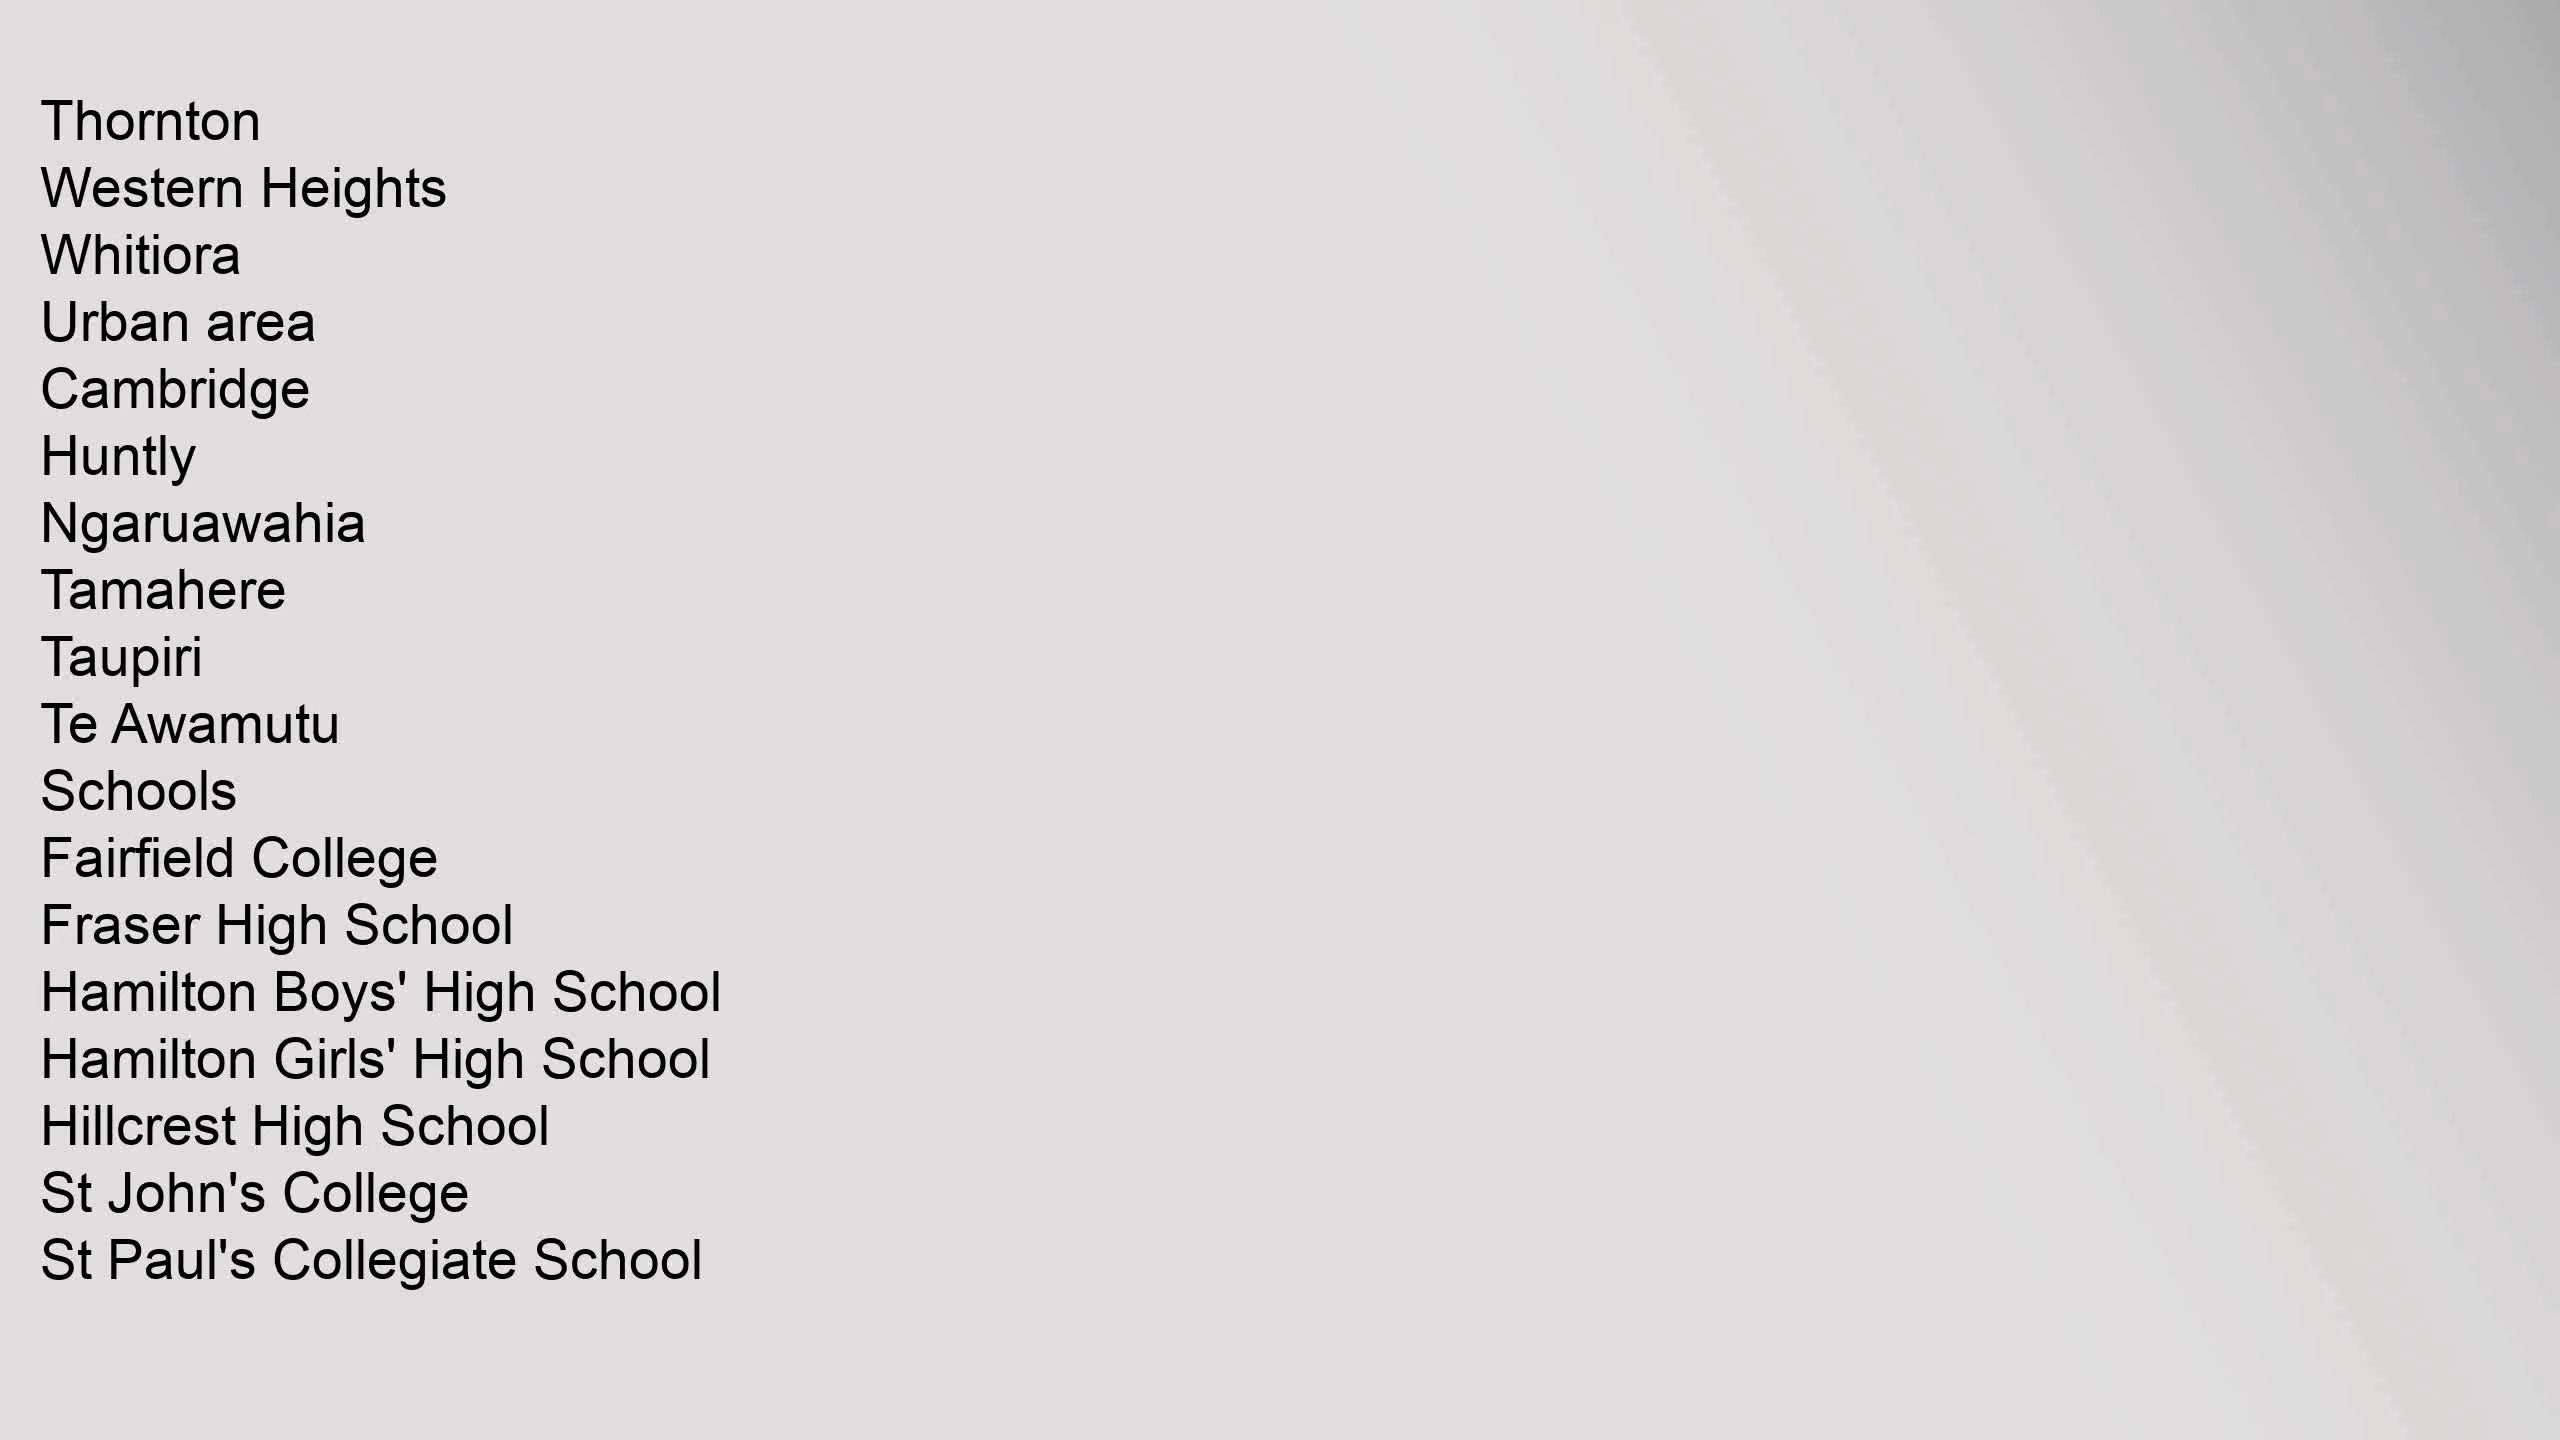 Thornton
Western Heights
Whitiora
Urban area
Cambridge
Huntly
Ngaruawahia
Tamahere
Taupiri
Te Awamutu
Schools
Fairfield College
Fraser High School
Hamilton Boys' High School
Hamilton Girls' High School
Hillcrest High School
St John's College
St Paul's Collegiate School